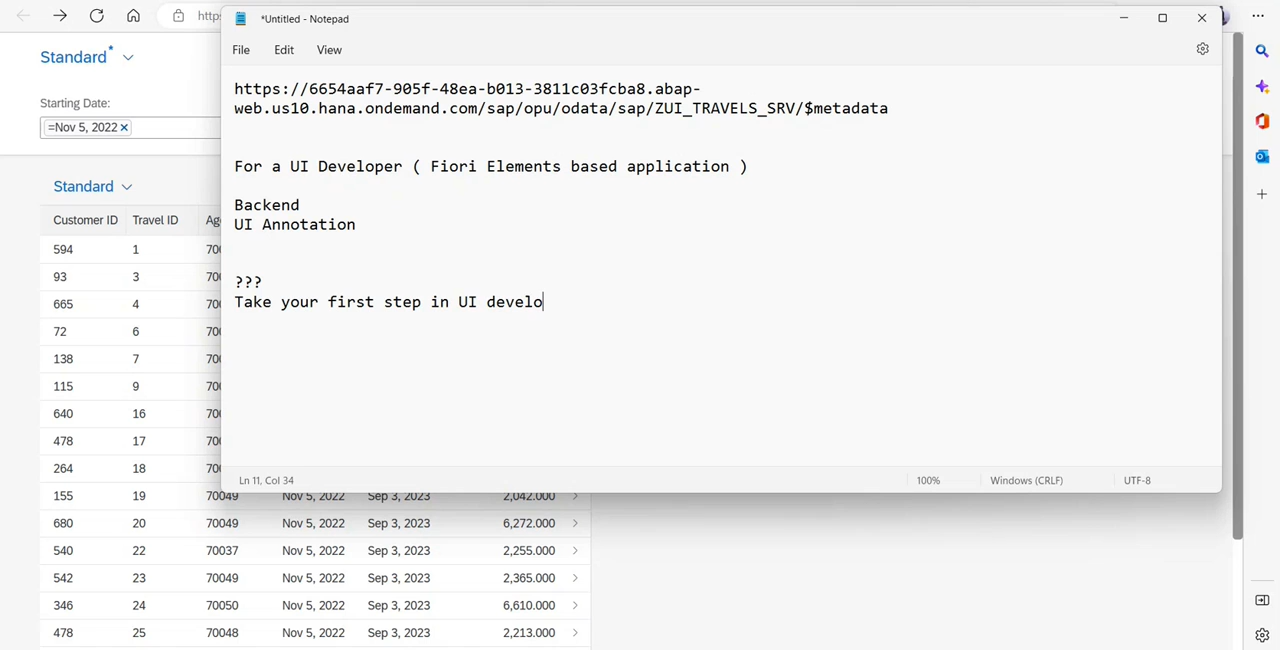 https
*Untitled - Notepad
Standard*
File Edit View
https://6654aaf7-905f-48ea-b013-3811c03fcba8.abap-
web.us10.hana.ondemand.com/sap/opu/odata/sap/ZUI_TRAVELS_SRV/$metadata
For a UI Developer ( Fiori Elements based application )
Backend
UI Annotation
???
Take your first step in UI develo
Ln 11, Col 34 100% Windows (CRLF) UTF-8
Starting Date:
=Nov 5, 2022
Standard
Customer ID Travel ID
594 1
93 3
665 4
72 6
138 7
115 9
640 16
478 17
264 18
155 19 70049 Nov 5, 2022 Sep 3, 2023 2,042.000
680 20 70049 Nov 5, 2022 Sep 3, 2023 6,272.000
540 22 70037 Nov 5, 2022 Sep 3, 2023 2,255.000
542 23 70049 Nov 5, 2022 Sep 3, 2023 2,365.000
346 24 70050 Nov 5, 2022 Sep 3, 2023 6,610.000
478 25 70048 Nov 5, 2022 Sep 3, 2023 2,213.000